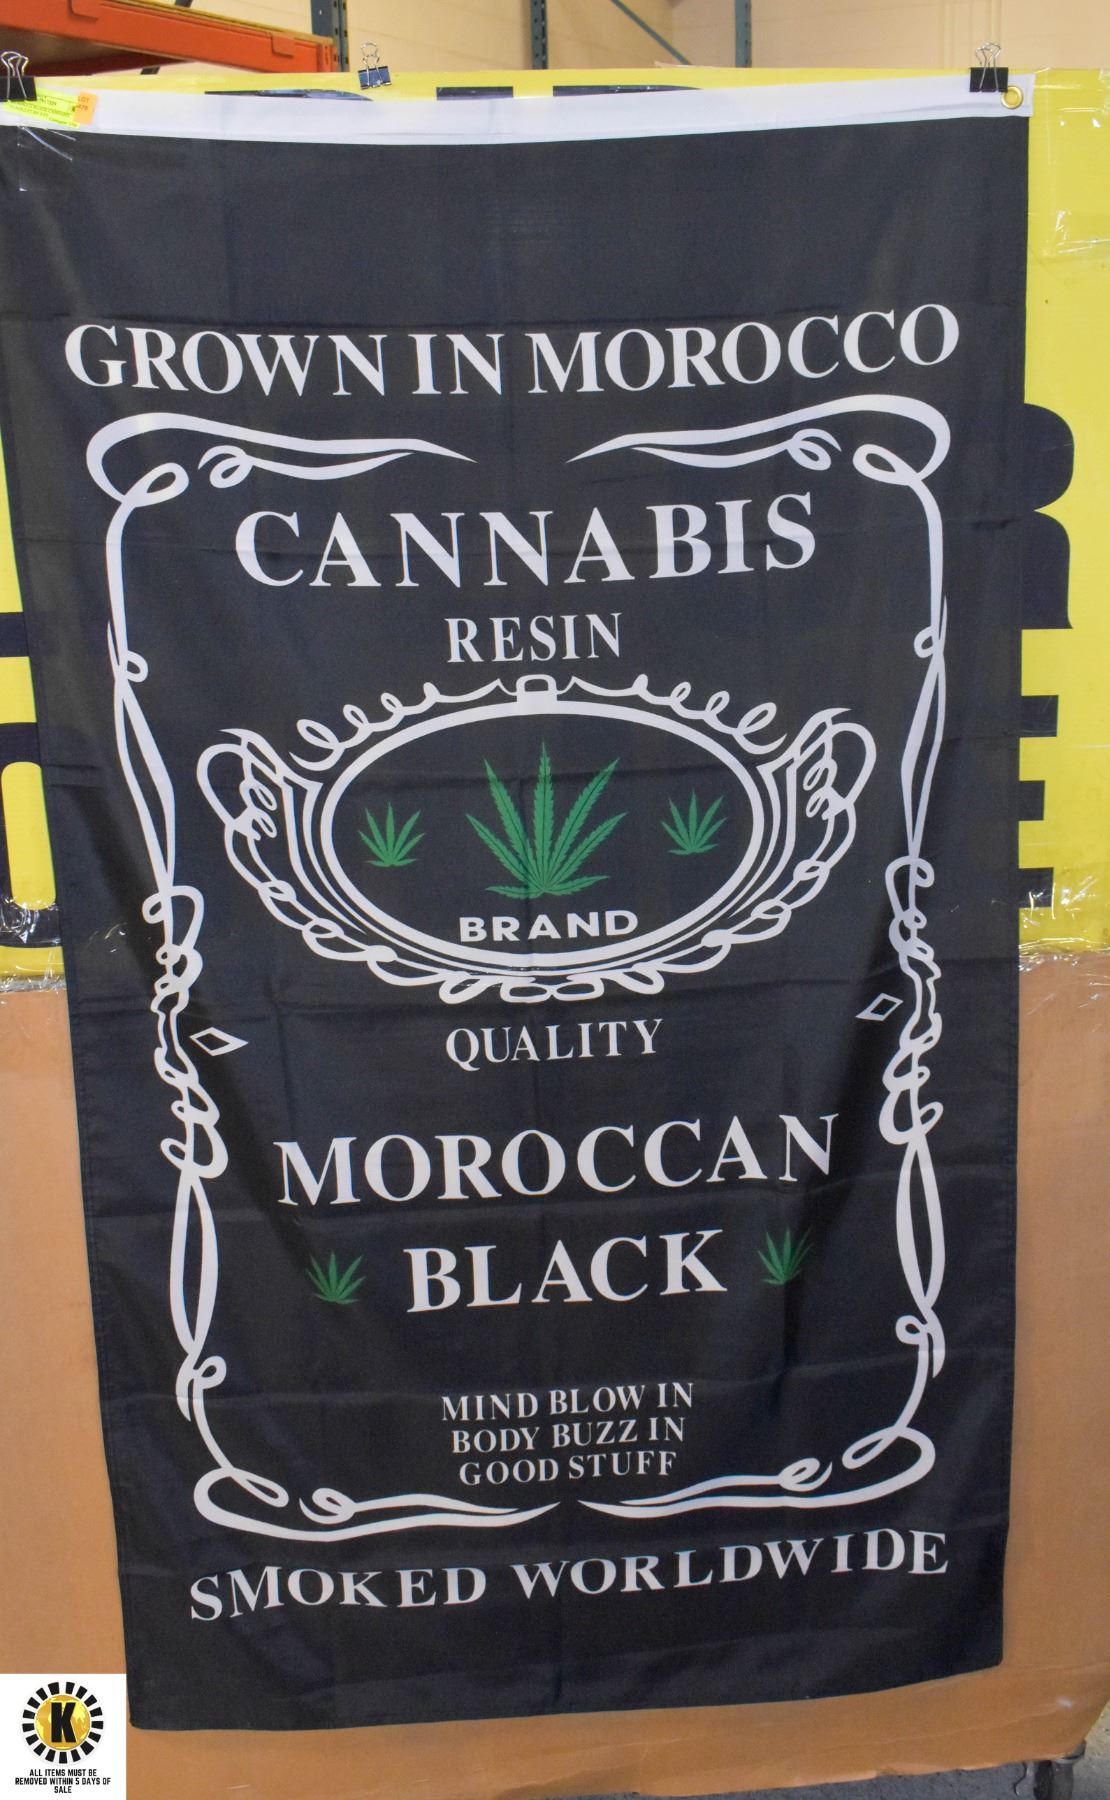 LOT
GROWN IN MOROCCO
CANNABIS
RESIN
BRAND
QUALITY
MOROCCAN
BLACK
MIND BLOW IN
BODY BUZZ IN
GOOD STUFF
SMOKED WORLDWIDE
K
ALL ITEMS MUST BE
REMOVED WITHIN 5 DAYS OF
SALE